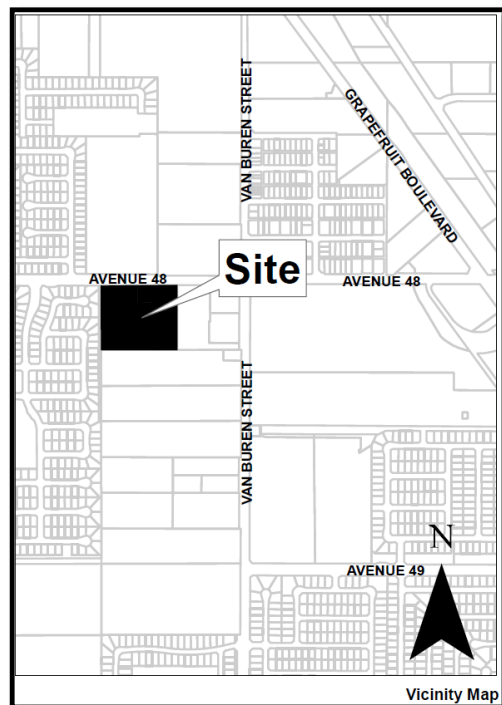 VAN BUREN STREET
GRAPEFRUIT BOULEVARD
Site
AVENUE 48
AVENUE 48
VAN BUREN STREET
N
AVENUE 49
Vicinity Map